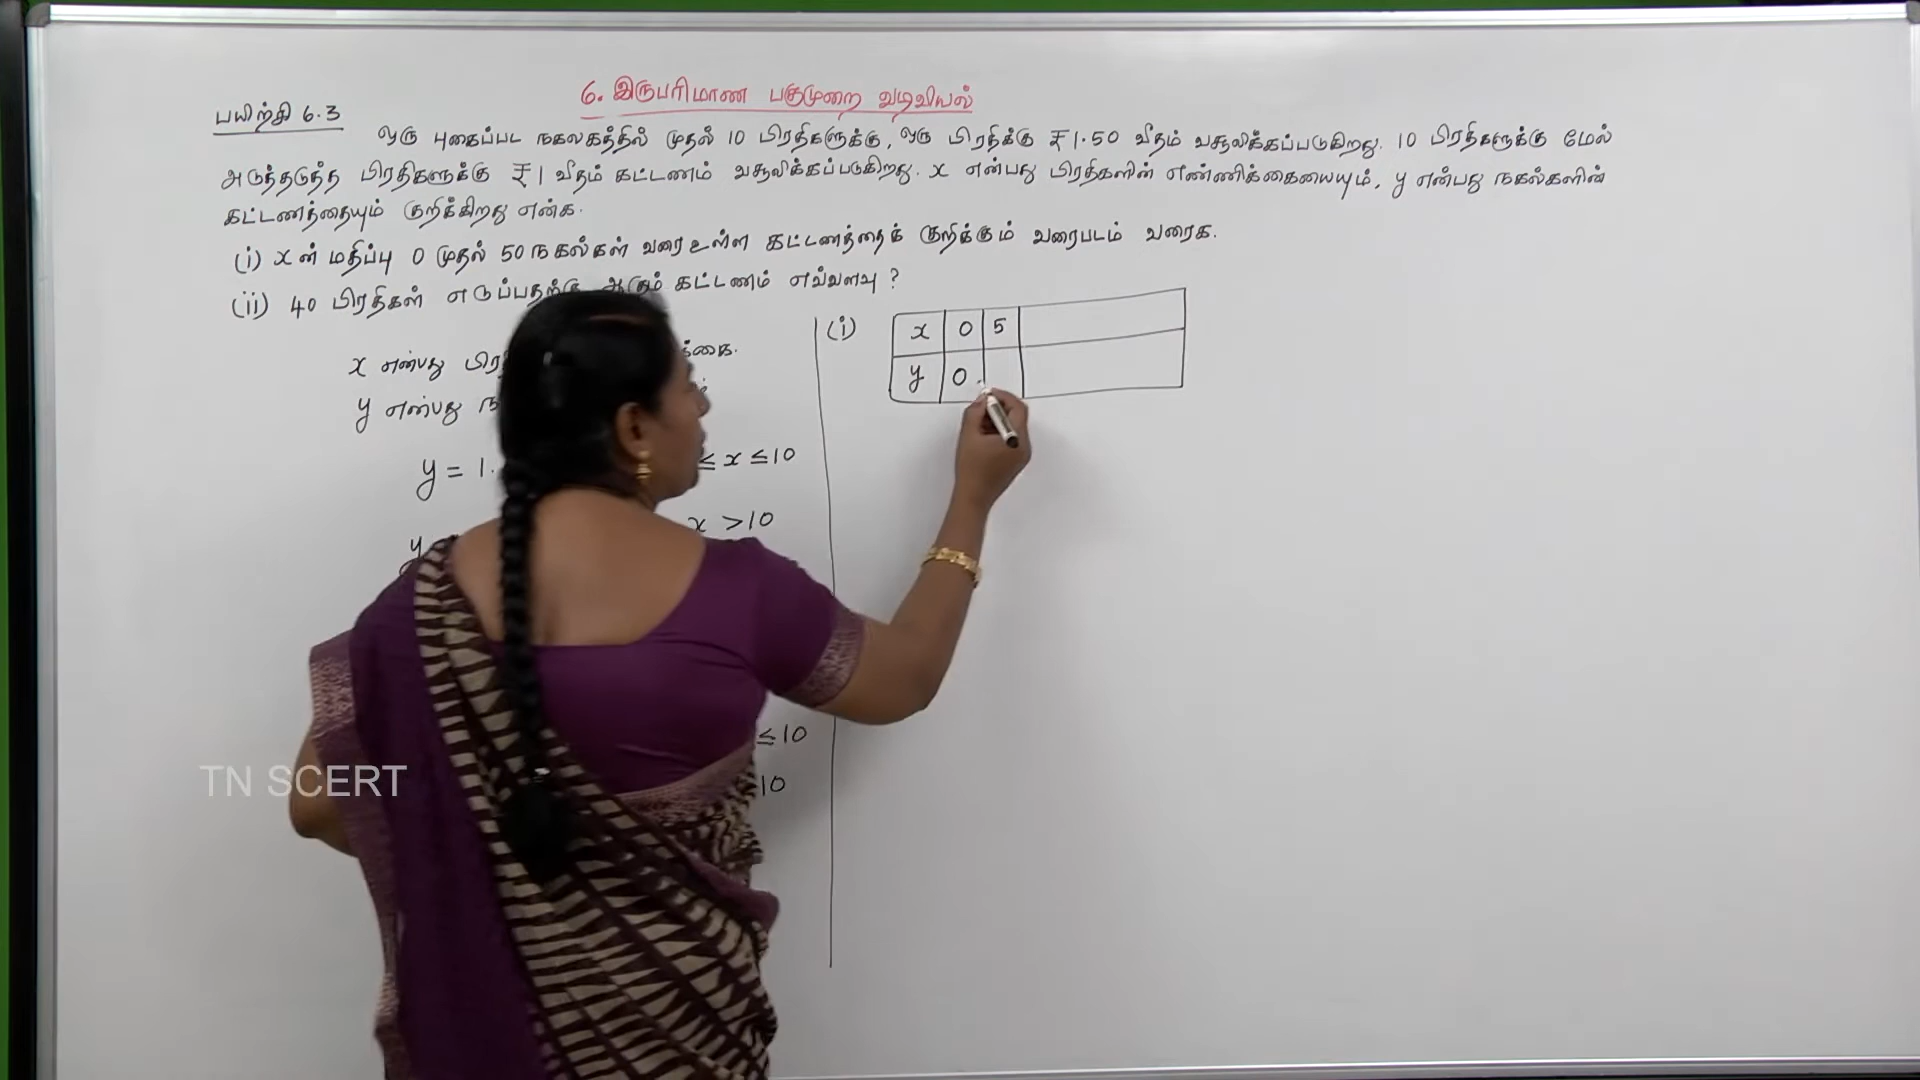 6. இருபரிமாண பகுமுறை வடிவியல்
பயிற்சி 6.3
ஒரு புகைப்பட நகலகத்தில் முதல் 10 பிரதிகளுக்கு, ஒரு பிரதிக்கு ₹1.50 வீதம் வசூலிக்கப்படுகிறது. 10 பிரதிகளுக்கு மேல்
அடுத்தடுத்த பிரதிகளுக்கு ₹1 வீதம் கட்டணம் வசூலிக்கப்படுகிறது. x என்பது பிரதிகளின் எண்ணிக்கையையும், y என்பது நகல்களின்
கட்டணத்தையும் குறிக்கிறது என்க.
(i) x ன் மதிப்பு 0 முதல் 50 நகல்கள் வரை உள்ள கட்டணத்தைக் குறிக்கும் வரைபடம் வரைக.
(ii) 40 பிரதிகள் எடுப்பதற்கு ஆகும் கட்டணம் எவ்வளவு ?
x என்பது
y என்பது
y = 1.
≤ x ≤ 10
y
x > 10
≤ 10
10
(i)
x 0 5
y 0
TN SCERT